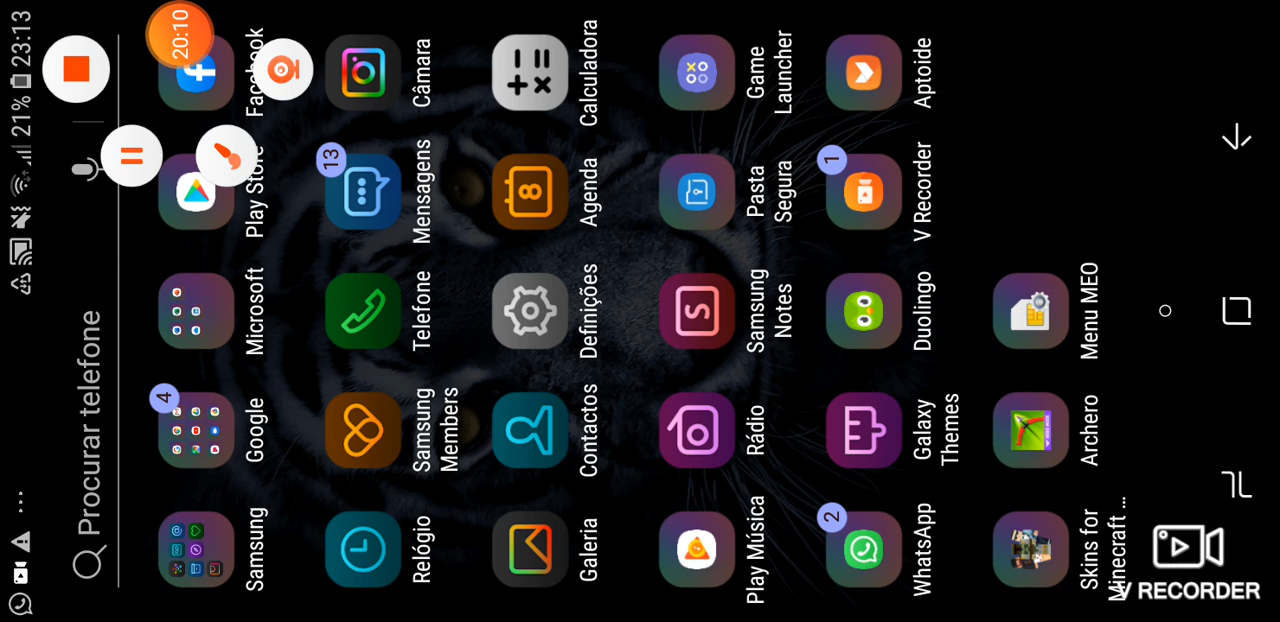 21% 23:13
Procurar telefone
20:10
4
Samsung
Google
Microsoft
Play Store
Facebook
13
Relógio
Samsung
Members
Telefone
Mensagens
Câmara
8
Galeria
Contactos
Definições
Agenda
Calculadora
Play Música
Rádio
Samsung
Notes
Pasta
Segura
Game
Launcher
2
1
WhatsApp
Galaxy
Themes
Duolingo
V Recorder
Aptoide
Skins for
Minecraft ...
Archero
Menu MEO
V RECORDER